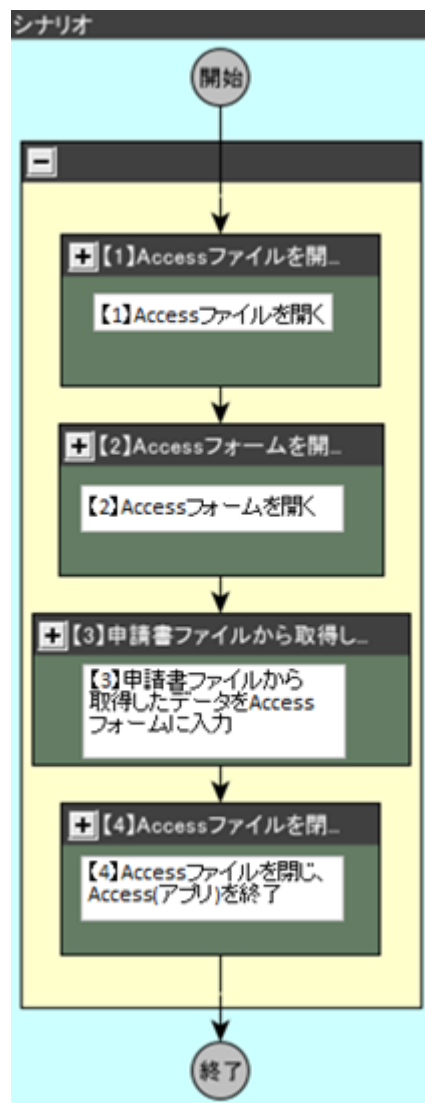 シナリオ
開始
【1】Accessファイルを開...
【1】Accessファイルを開く
【2】Accessフォームを開...
【2】Accessフォームを開く
【3】申請書ファイルから取得し...
【3】申請書ファイルから
取得したデータをAccess
フォームに入力
【4】Accessファイルを閉...
【4】Accessファイルを閉じ、
Access(アプリ)を終了
終了